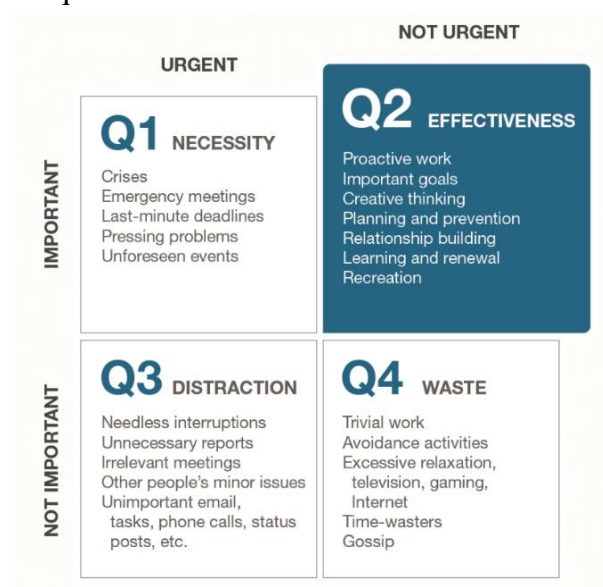 NOT URGENT
URGENT
IMPORTANT
Q1 NECESSITY
Crises
Emergency meetings
Last-minute deadlines
Pressing problems
Unforeseen events
Q2 EFFECTIVENESS
Proactive work
Important goals
Creative thinking
Planning and prevention
Relationship building
Learning and renewal
Recreation
NOT IMPORTANT
Q3 DISTRACTION
Needless interruptions
Unnecessary reports
Irrelevant meetings
Other people's minor issues
Unimportant email,
tasks, phone calls, status
posts, etc.
Q4 WASTE
Trivial work
Avoidance activities
Excessive relaxation,
television, gaming,
Internet
Time-wasters
Gossip